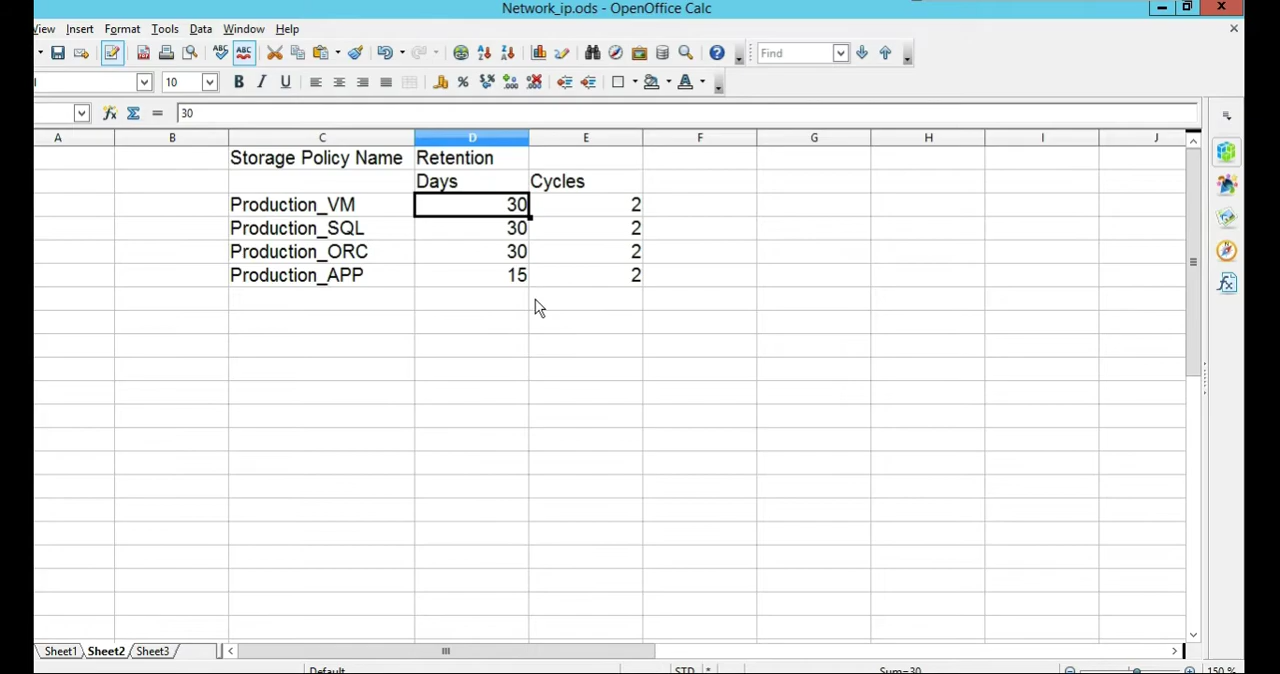 Network_ip.ods - OpenOffice Calc
View Insert Format Tools Data Window Help
Find
10
30
A B C D E F G H I J
Storage Policy Name Retention
Days Cycles
Production_VM 30 2
Production_SQL 30 2
Production_ORC 30 2
Production_APP 15 2
Sheet1 Sheet2 Sheet3
Default STD * Sum=30 150 %